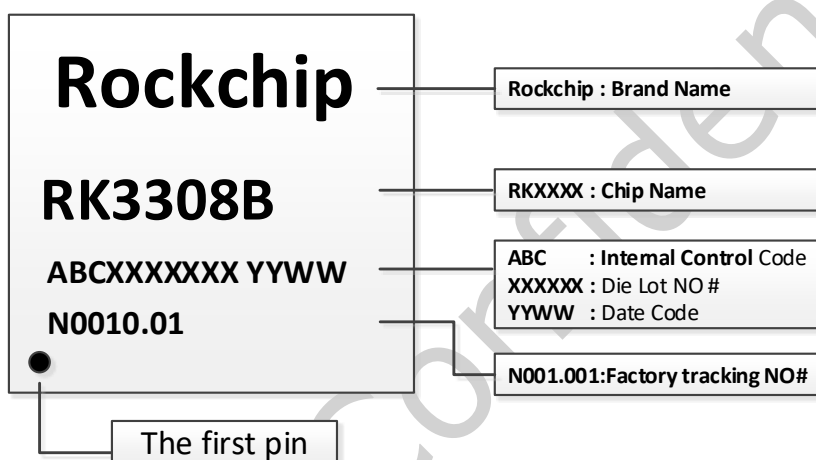 Rockchip
RK3308B
ABCXXXXXXX YYWW
N0010.01
The first pin
Rockchip : Brand Name
RKXXXX : Chip Name
ABC : Internal Control Code
XXXXXX : Die Lot NO #
YYWW : Date Code
N001.001:Factory tracking NO#